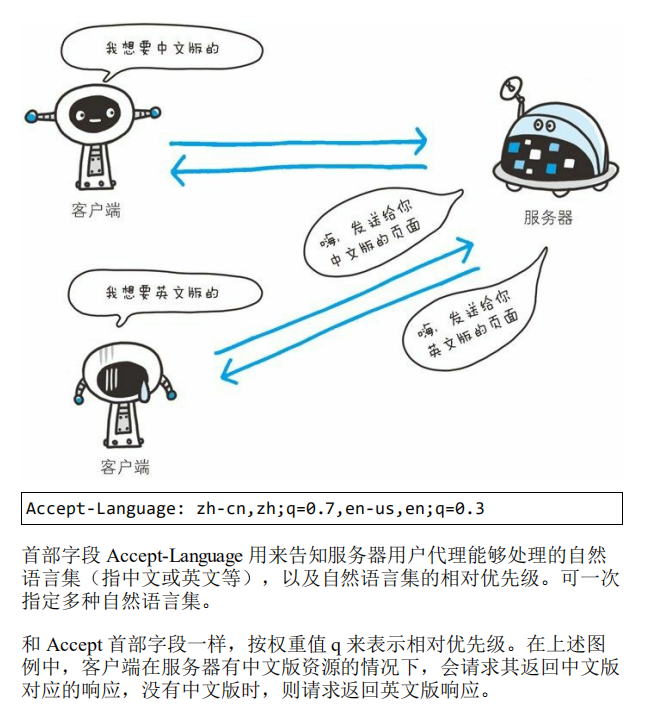 我想要中文版的
客户端
服务器
嗨，发送给你
中文版的页面
我想要英文版的
嗨，发送给你
英文版的页面
客户端
Accept-Language: zh-cn,zh;q=0.7,en-us,en;q=0.3
首部字段 Accept-Language 用来告知服务器用户代理能够处理的自然
语言集（指中文或英文等），以及自然语言集的相对优先级。可一次
指定多种自然语言集。
和 Accept 首部字段一样，按权重值 q 来表示相对优先级。在上述图
例中，客户端在服务器有中文版资源的情况下，会请求其返回中文版
对应的响应，没有中文版时，则请求返回英文版响应。